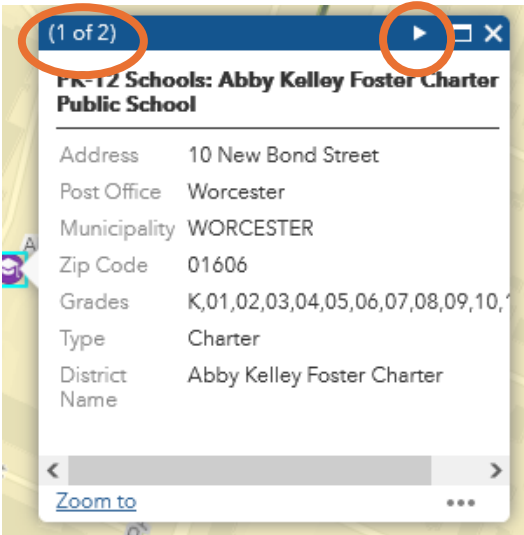 (1 of 2)
PK-12 Schools: Abby Kelley Foster Charter
Public School
Address 10 New Bond Street
Post Office Worcester
Municipality WORCESTER
Zip Code 01606
Grades K,01,02,03,04,05,06,07,08,09,10,
Type Charter
District Abby Kelley Foster Charter
Name
Zoom to